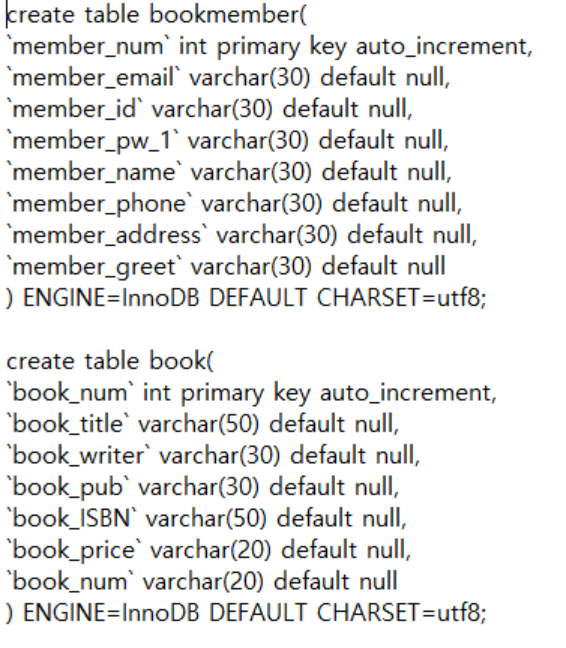 create table bookmember(
`member_num` int primary key auto_increment,
`member_email` varchar(30) default null,
`member_id` varchar(30) default null,
`member_pw_1` varchar(30) default null,
`member_name` varchar(30) default null,
`member_phone` varchar(30) default null,
`member_address` varchar(30) default null,
`member_greet` varchar(30) default null
) ENGINE=InnoDB DEFAULT CHARSET=utf8;

create table book(
`book_num` int primary key auto_increment,
`book_title` varchar(50) default null,
`book_writer` varchar(30) default null,
`book_pub` varchar(30) default null,
`book_ISBN` varchar(50) default null,
`book_price` varchar(20) default null,
`book_num` varchar(20) default null
) ENGINE=InnoDB DEFAULT CHARSET=utf8;